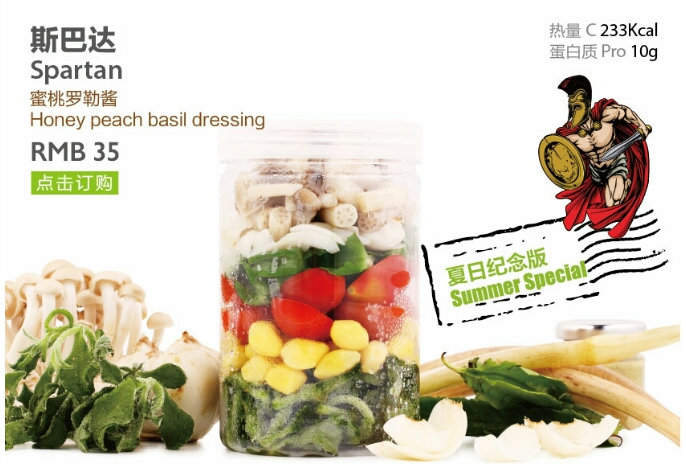 斯巴达
Spartan
蜜桃罗勒酱
Honey peach basil dressing
RMB 35
点击订购
热量 C 233Kcal
蛋白质 Pro 10g
夏日纪念版
Summer Special